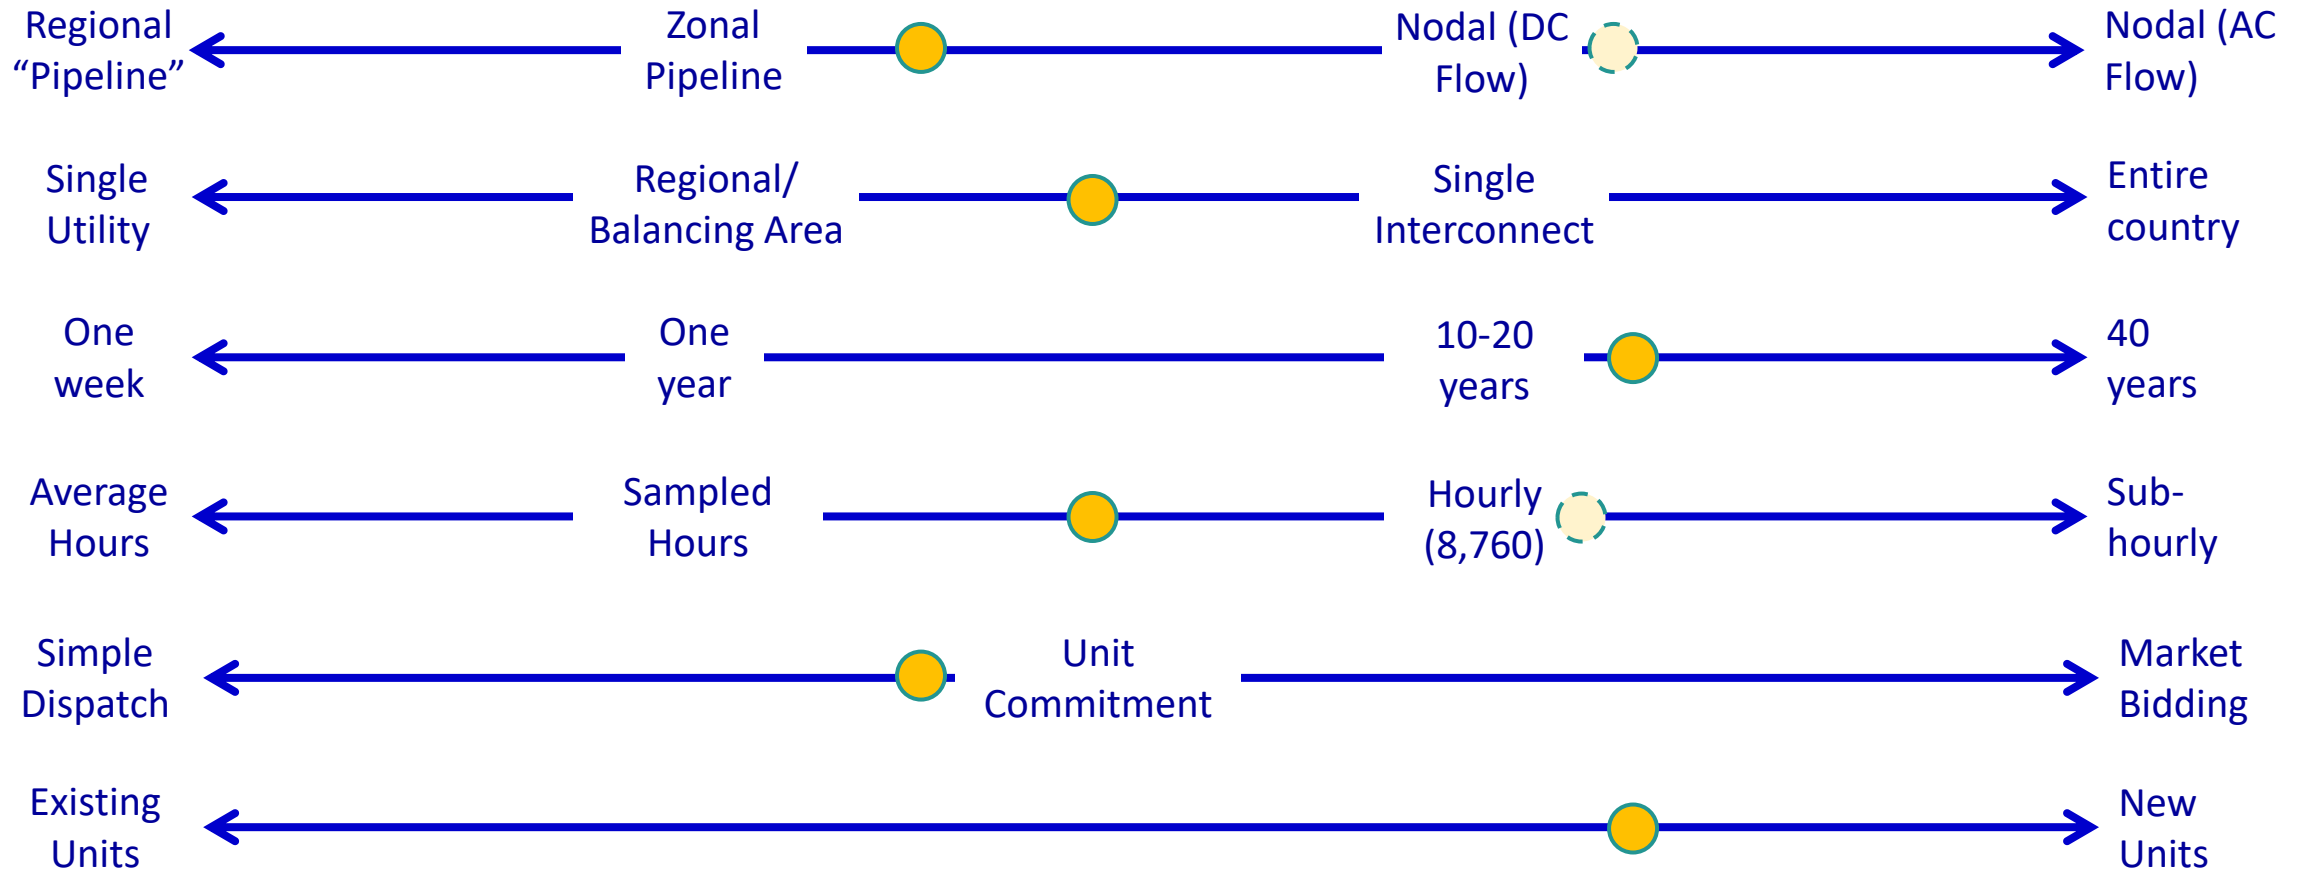 Regional
“Pipeline”
Zonal
Pipeline
Nodal (DC
Flow)
Nodal (AC
Flow)
Single
Utility
Regional/
Balancing Area
Single
Interconnect
Entire
country
One
week
One
year
10-20
years
40
years
Average
Hours
Sampled
Hours
Hourly
(8,760)
Sub-
hourly
Simple
Dispatch
Unit
Commitment
Market
Bidding
Existing
Units
New
Units